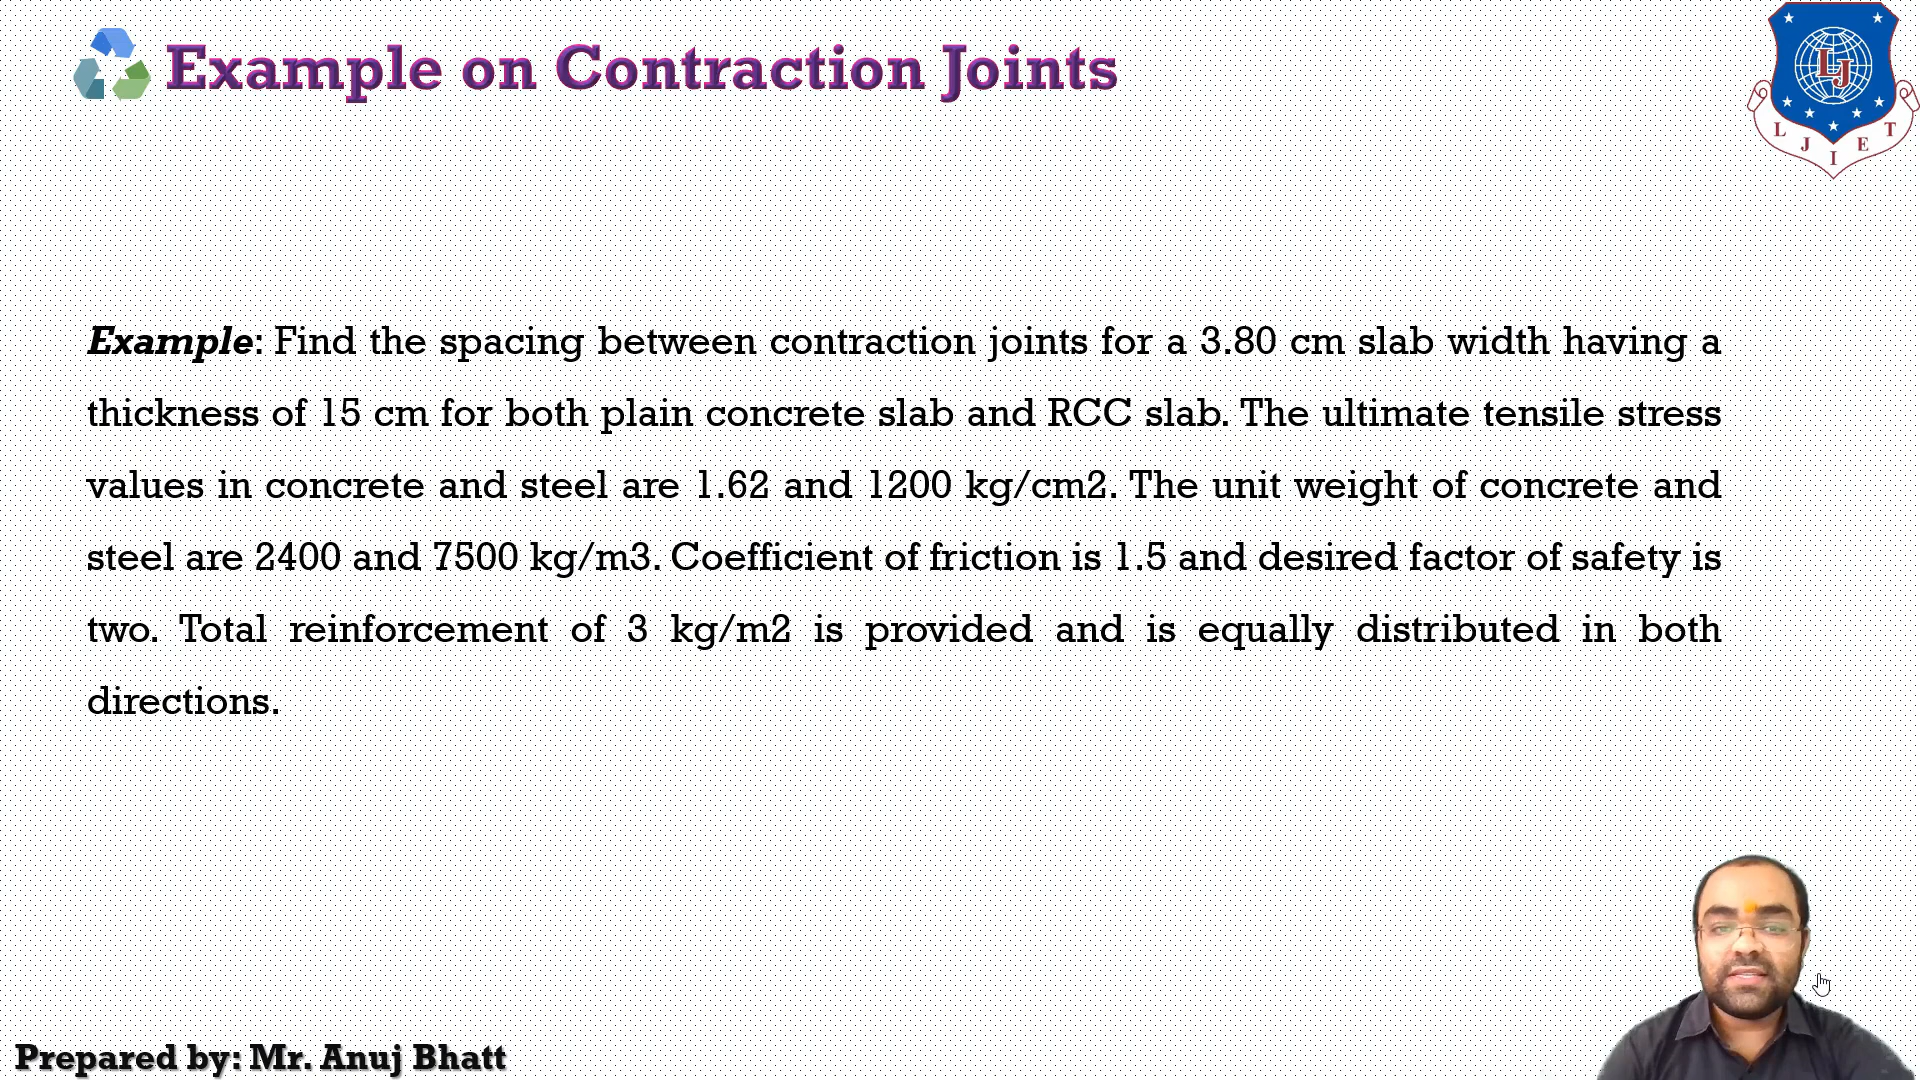 Example on Contraction Joints
LJ
L J I E T
Example: Find the spacing between contraction joints for a 3.80 cm slab width having a
thickness of 15 cm for both plain concrete slab and RCC slab. The ultimate tensile stress
values in concrete and steel are 1.62 and 1200 kg/cm2. The unit weight of concrete and
steel are 2400 and 7500 kg/m3. Coefficient of friction is 1.5 and desired factor of safety is
two. Total reinforcement of 3 kg/m2 is provided and is equally distributed in both
directions.
Prepared by: Mr. Anuj Bhatt